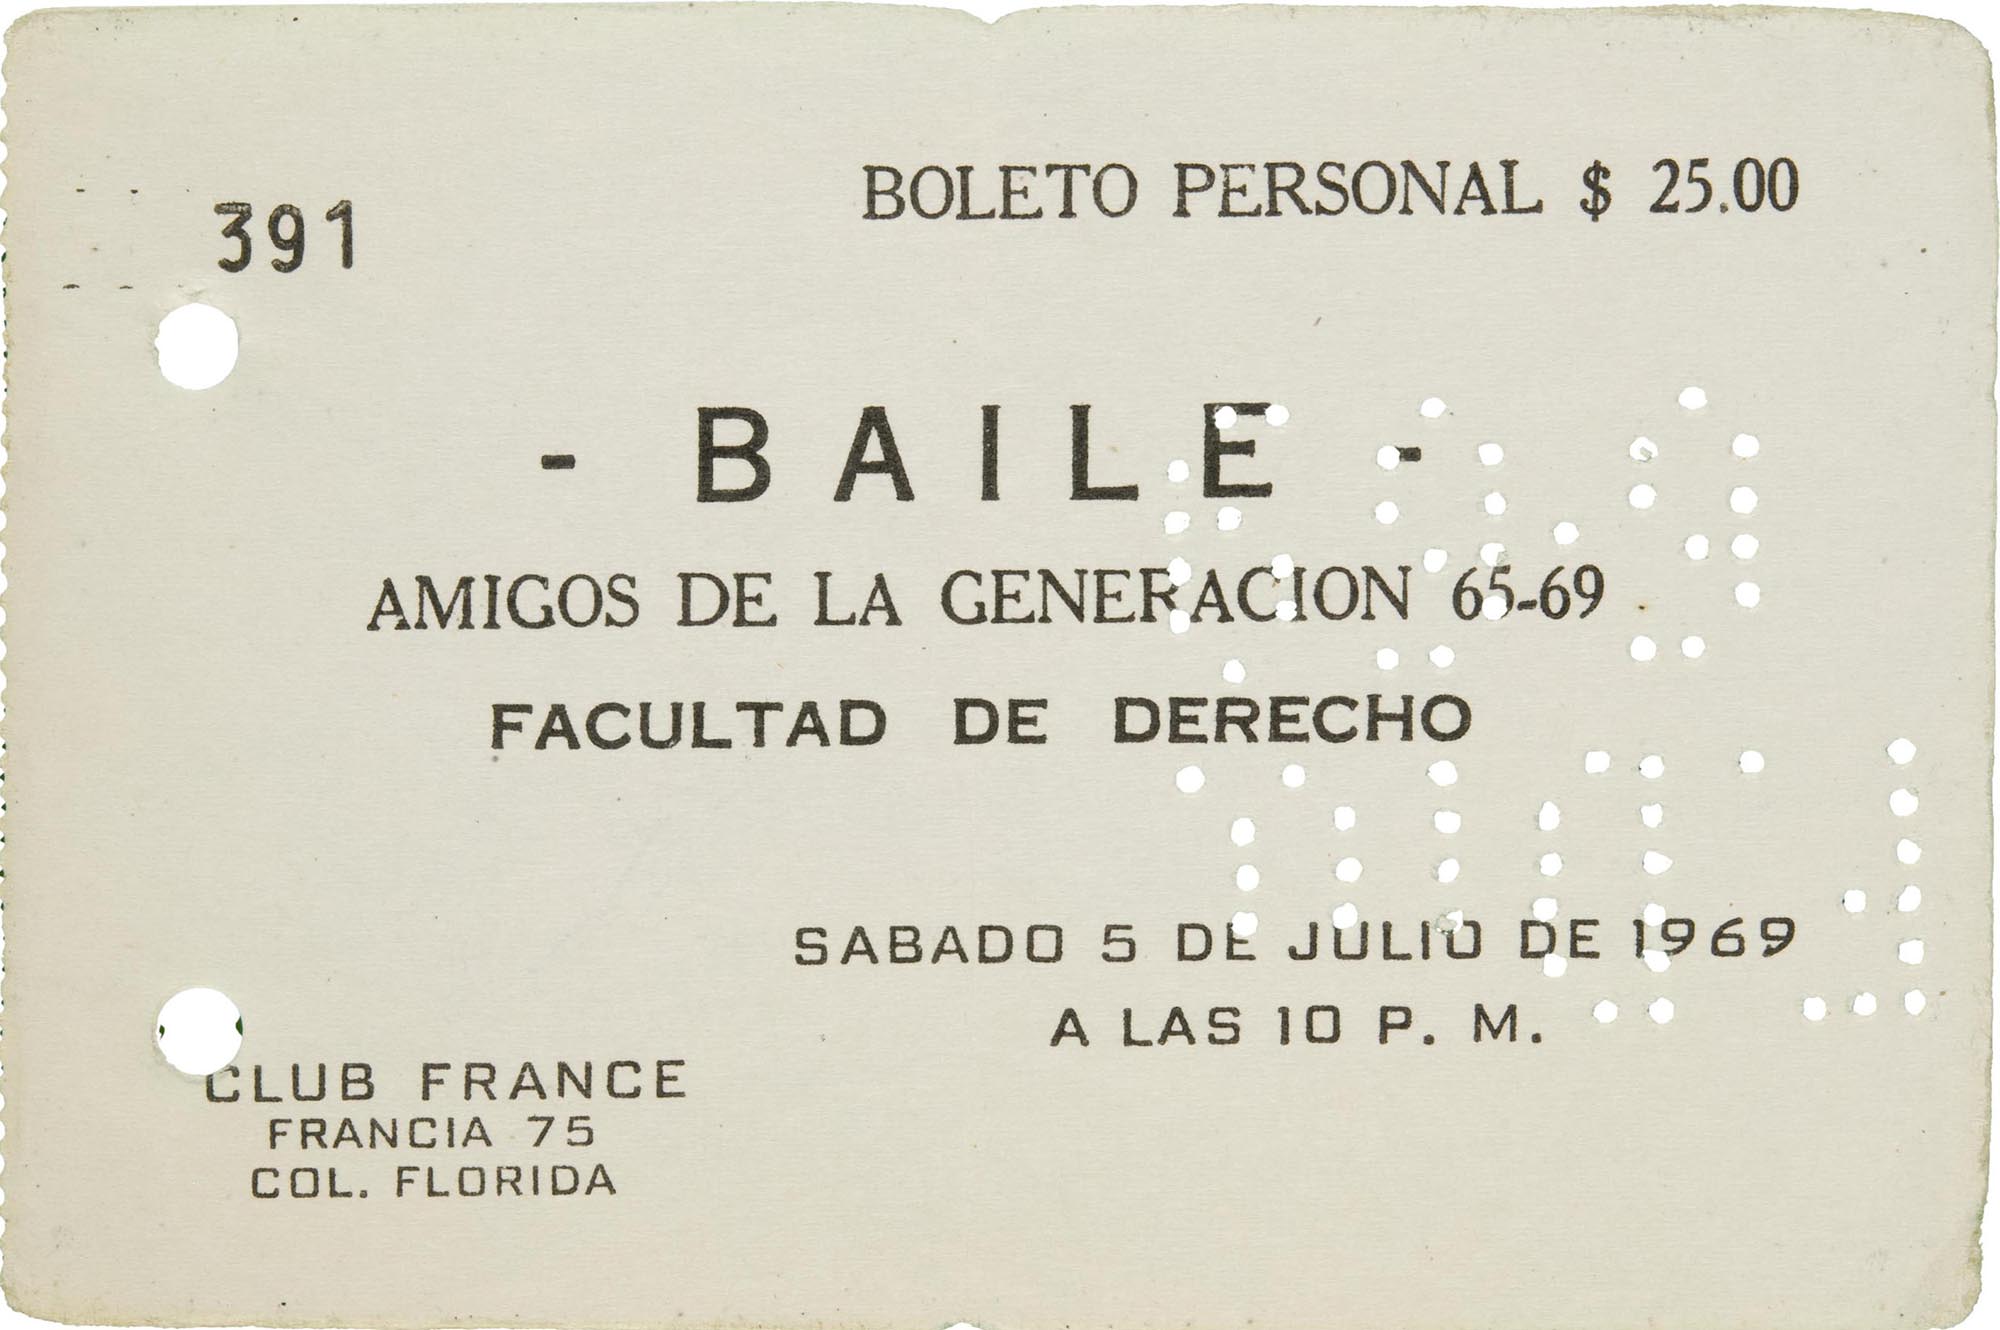 391
BOLETO PERSONAL $ 25.00
- BAILE -
AMIGOS DE LA GENERACION 65-69
FACULTAD DE DERECHO
SABADO 5 DE JULIO DE 1969
A LAS 10 P. M.
CLUB FRANCE
FRANCIA 75
COL. FLORIDA